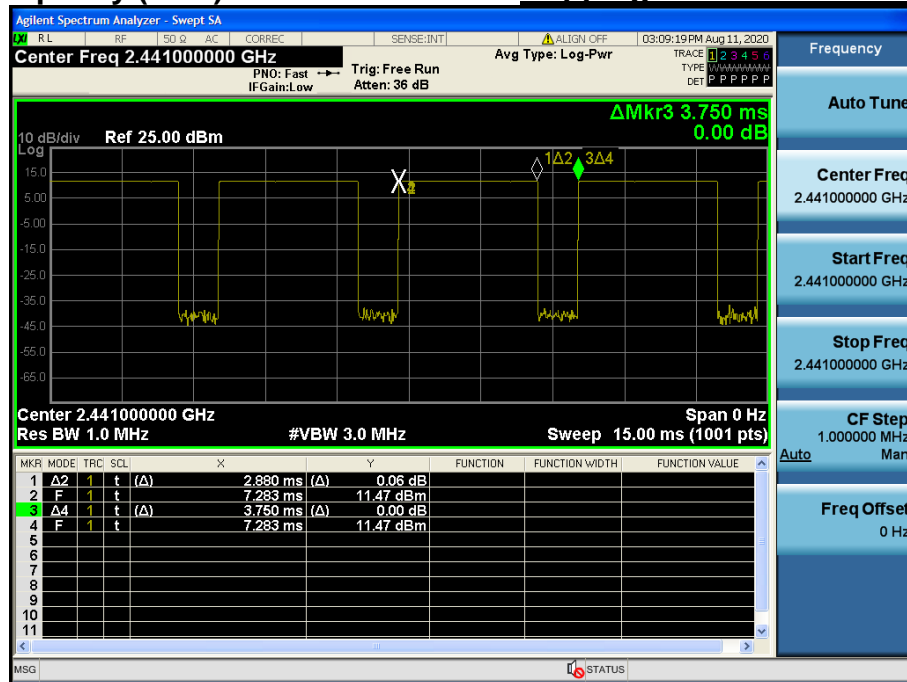 Agilent Spectrum Analyzer - Swept SA
LXI RL RF 50 Ω AC CORREC SENSE:INT ALIGN OFF 03:09:19 PM Aug 11, 2020
Center Freq 2.441000000 GHz
PNO: Fast
IFGain:Low
Trig: Free Run
Atten: 36 dB
Avg Type: Log-Pwr
TRACE 1 2 3 4 5 6
TYPE
DET P P P P P P
ΔMkr3 3.750 ms
0.00 dB
10 dB/div Ref 25.00 dBm
Log
15.0
5.00
-5.00
-15.0
-25.0
-35.0
-45.0
-55.0
-65.0
1Δ2 3Δ4
Center 2.441000000 GHz Span 0 Hz
Res BW 1.0 MHz #VBW 3.0 MHz Sweep 15.00 ms (1001 pts)
MKR MODE TRC SCL X Y FUNCTION FUNCTION WIDTH FUNCTION VALUE
1 Δ2 1 t (Δ) 2.880 ms (Δ) 0.06 dB
2 F 1 t 7.283 ms 11.47 dBm
3 Δ4 1 t (Δ) 3.750 ms (Δ) 0.00 dB
4 F 1 t 7.283 ms 11.47 dBm
5
6
7
8
9
10
11
MSG STATUS
Frequency
Auto Tune
Center Freq
2.441000000 GHz
Start Freq
2.441000000 GHz
Stop Freq
2.441000000 GHz
CF Step
1.000000 MHz
Auto Man
Freq Offset
0 Hz